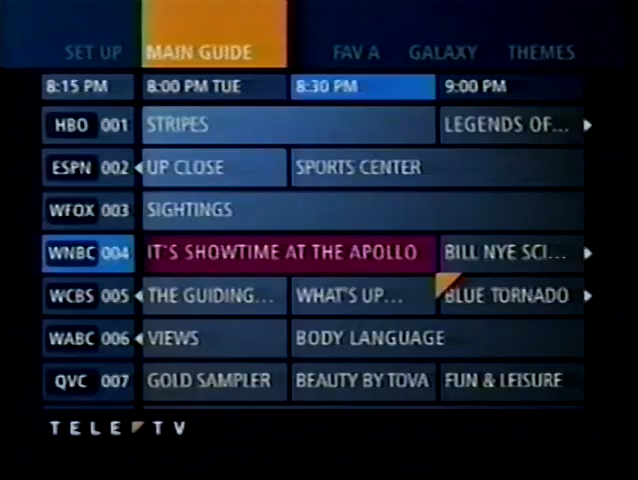 SET UP MAIN GUIDE FAV A GALAXY THEMES
8:15 PM 8:00 PM TUE 8:30 PM 9:00 PM
HBO 001 STRIPES LEGENDS OF...
ESPN 002 UP CLOSE SPORTS CENTER
WFOX 003 SIGHTINGS
WNBC 004 IT'S SHOWTIME AT THE APOLLO BILL NYE SCI...
WCBS 005 THE GUIDING... WHAT'S UP... BLUE TORNADO
WABC 006 VIEWS BODY LANGUAGE
QVC 007 GOLD SAMPLER BEAUTY BY TOVA FUN & LEISURE
TELE TV